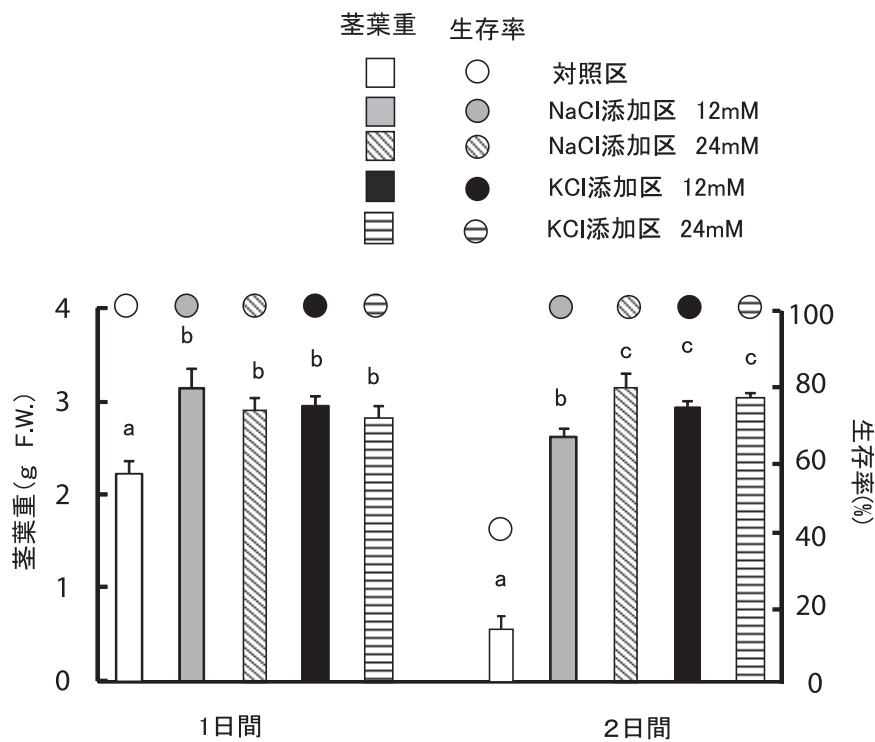 茎葉重 生存率
対照区
NaCl添加区 12mM
NaCl添加区 24mM
KCl添加区 12mM
KCl添加区 24mM
茎葉重(g F.W.)
4
3
2
1
0
a
b
b
b
b
a
b
c
c
c
100
80
60
40
20
0
生存率(%)
1日間
2日間